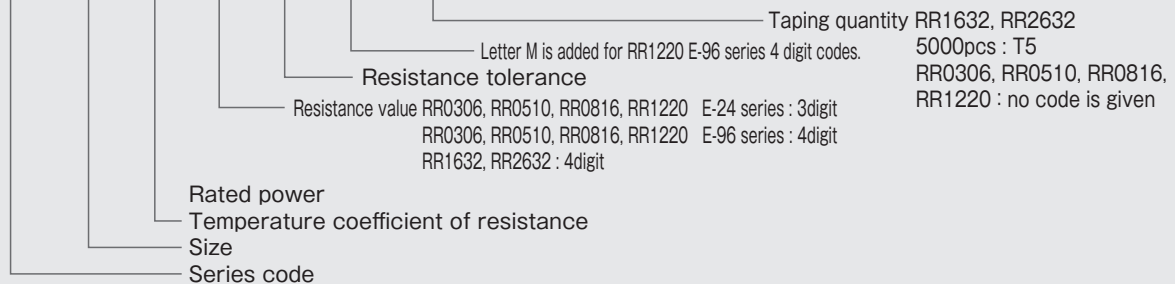 Taping quantity RR1632, RR2632
5000pcs : T5
RR0306, RR0510, RR0816,
RR1220 : no code is given
Letter M is added for RR1220 E-96 series 4 digit codes.
Resistance tolerance
Resistance value RR0306, RR0510, RR0816, RR1220 E-24 series : 3digit
RR0306, RR0510, RR0816, RR1220 E-96 series : 4digit
RR1632, RR2632 : 4digit
Rated power
Temperature coefficient of resistance
Size
Series code